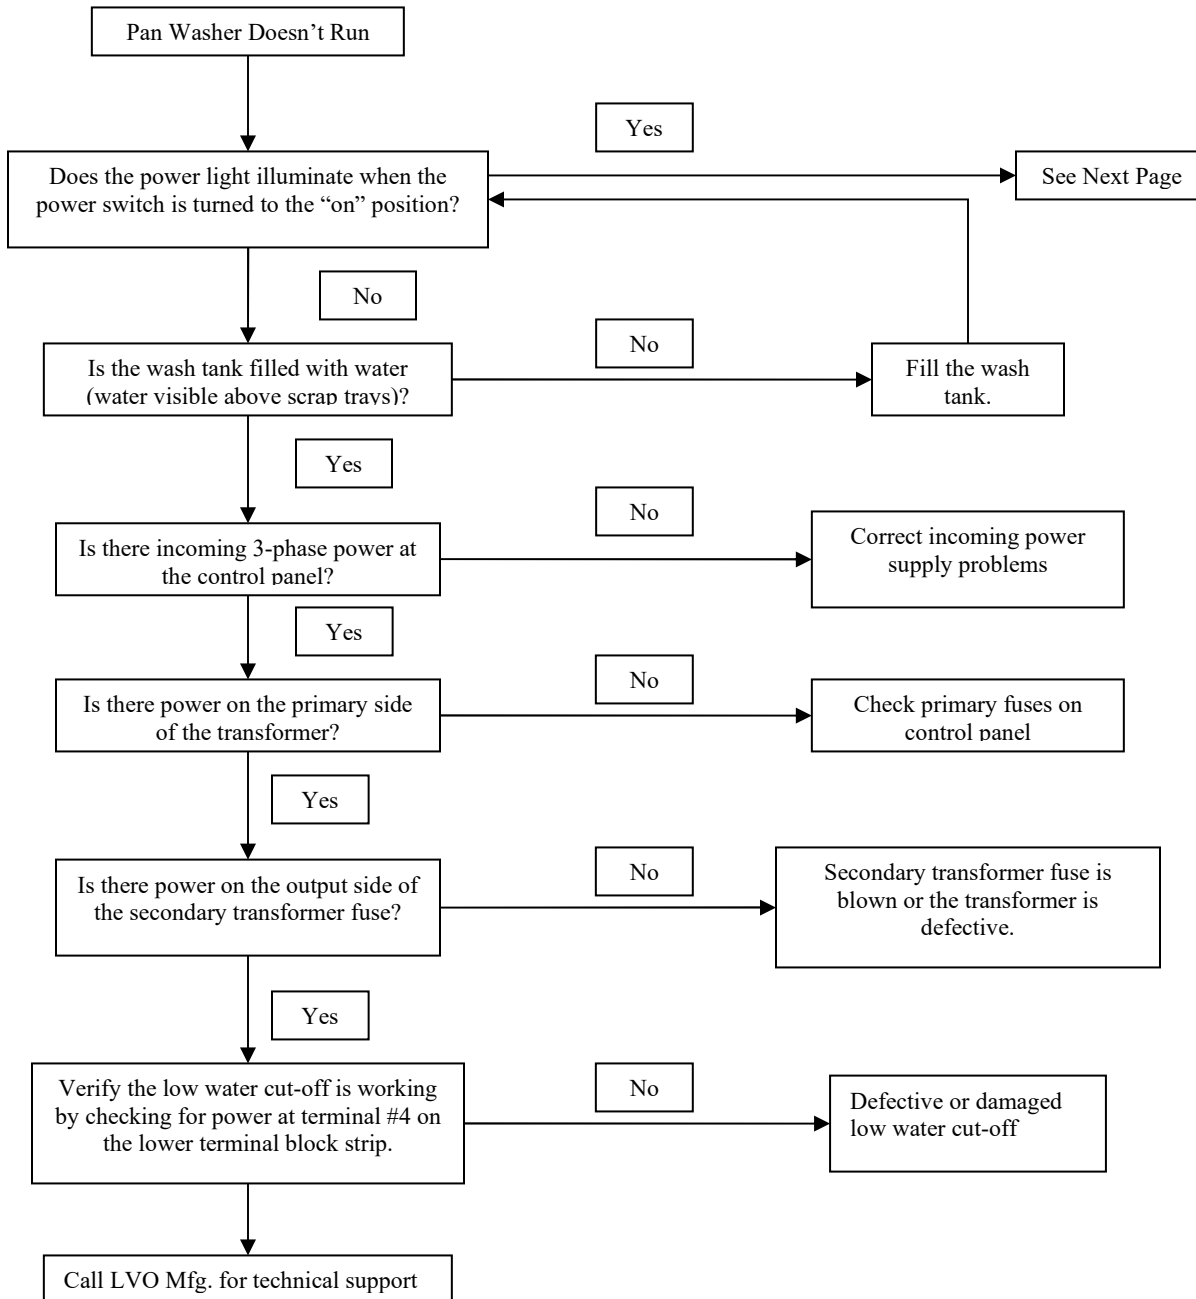 Pan Washer Doesn’t Run
Yes
Does the power light illuminate when the
power switch is turned to the “on” position?
See Next Page
No
No
Is the wash tank filled with water
(water visible above scrap trays)?
Fill the wash
tank.
Yes
No
Is there incoming 3-phase power at
the control panel?
Correct incoming power
supply problems
Yes
No
Is there power on the primary side
of the transformer?
Check primary fuses on
control panel
Yes
No
Is there power on the output side of
the secondary transformer fuse?
Secondary transformer fuse is
blown or the transformer is
defective.
Yes
No
Verify the low water cut-off is working
by checking for power at terminal #4 on
the lower terminal block strip.
Defective or damaged
low water cut-off
Call LVO Mfg. for technical support